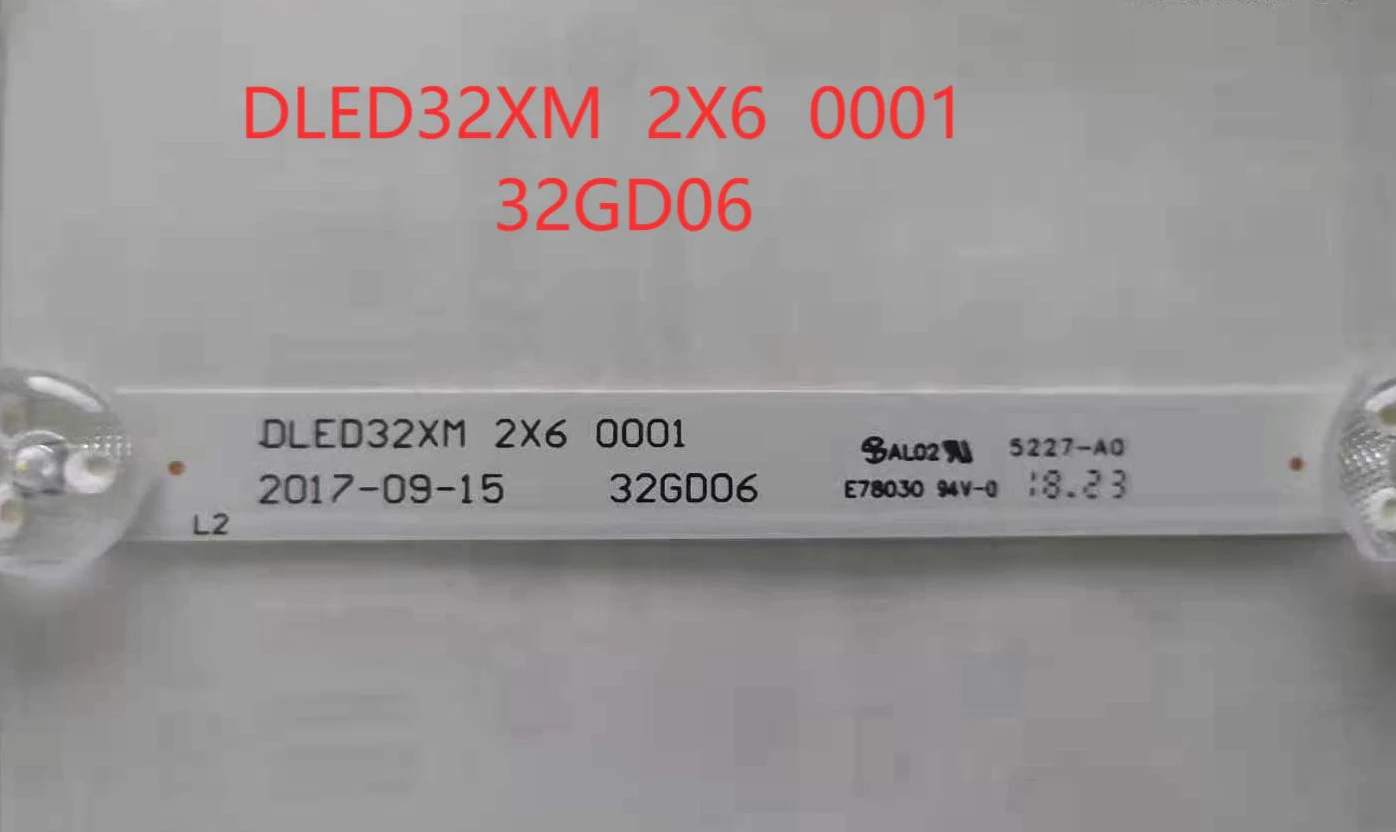 DLED32XM 2X6 0001
32GD06
DLED32XM 2X6 0001
2017-09-15 32GD06
L2
AL02 5227-A0
E78030 94V-0 18.23